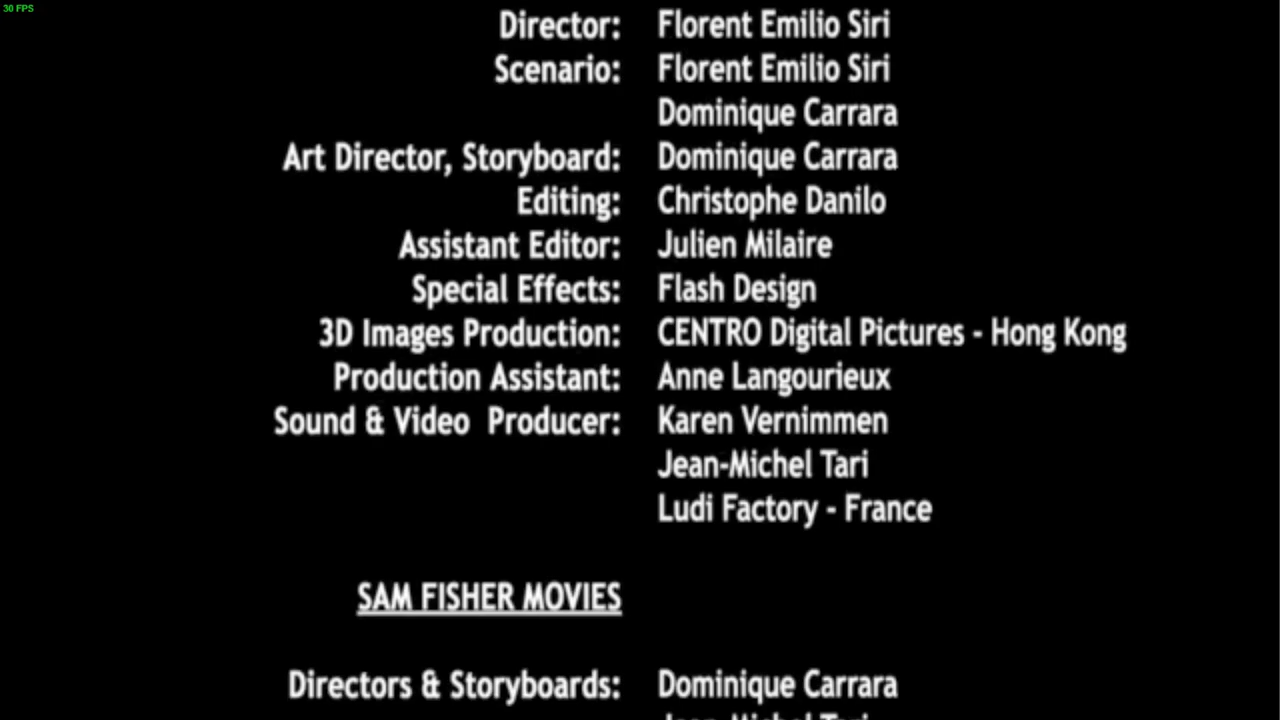 30 FPS
Director: Florent Emilio Siri
Scenario: Florent Emilio Siri
Dominique Carrara
Art Director, Storyboard: Dominique Carrara
Editing: Christophe Danilo
Assistant Editor: Julien Milaire
Special Effects: Flash Design
3D Images Production: CENTRO Digital Pictures - Hong Kong
Production Assistant: Anne Langourieux
Sound & Video Producer: Karen Vernimmen
Jean-Michel Tari
Ludi Factory - France
SAM FISHER MOVIES
Directors & Storyboards: Dominique Carrara